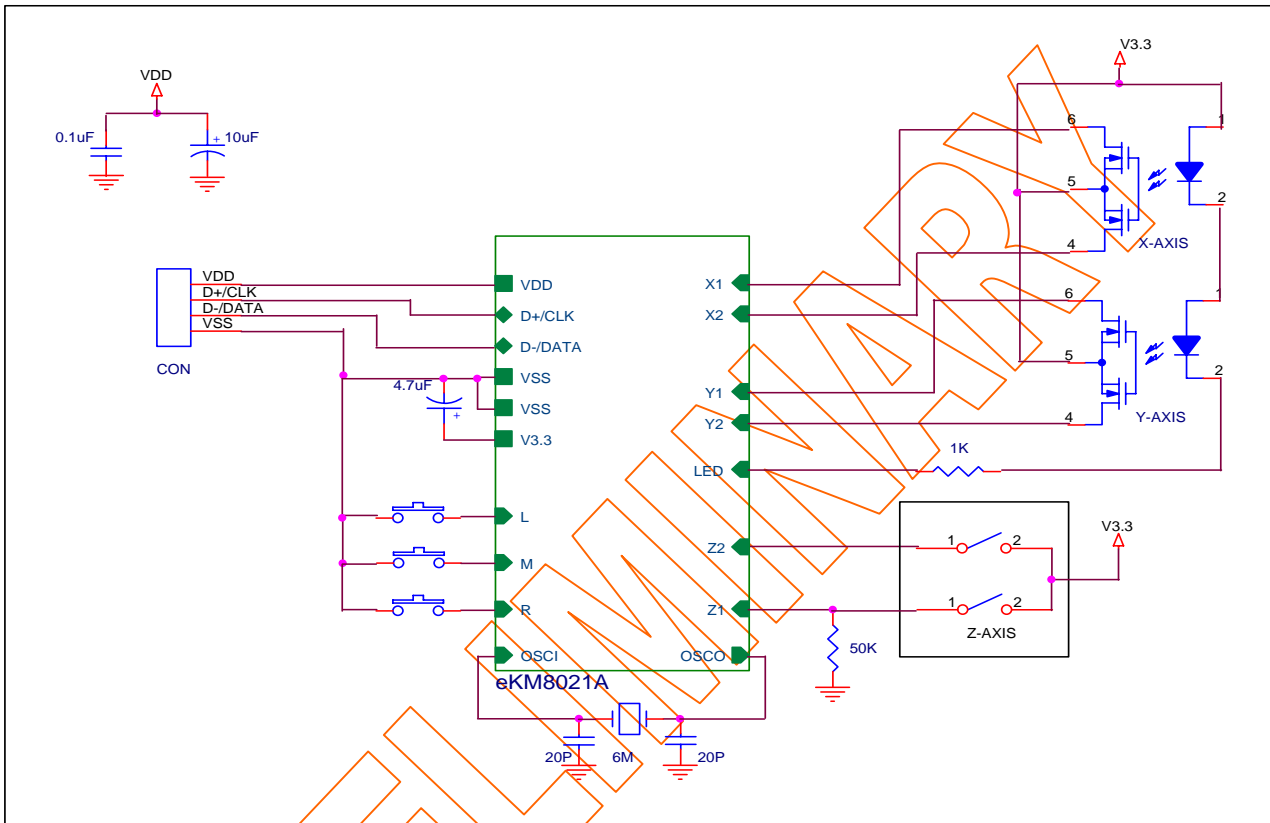 VDD
0.1uF
+ 10uF
V3.3
6
1
5
2
4
X-AXIS
6
1
5
2
4
Y-AXIS
VDD
D+/CLK
D-/DATA
VSS
CON
4.7uF
+
VDD
D+/CLK
D-/DATA
VSS
VSS
V3.3
L
M
R
OSCI
X1
X2
Y1
Y2
LED
Z2
Z1
OSCO
eKM8021A
1K
1 2
1 2
Z-AXIS
V3.3
50K
20P
6M
20P